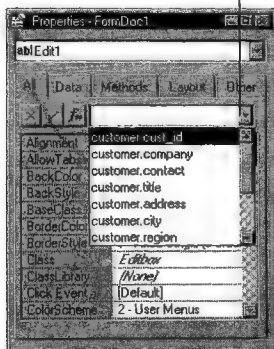 Properties - FormDoc1
abl Edit1
All Data Methods Layout Other
fx
customer.cust_id
Alignment customer.company
AllowTabs customer.contact
BackColor customer.title
BackStyle customer.address
BaseClass customer.city
BorderColor customer.region
BorderStyle
Class Editbox
ClassLibrary (None)
Click Event [Default]
ColorScheme 2 - User Menus